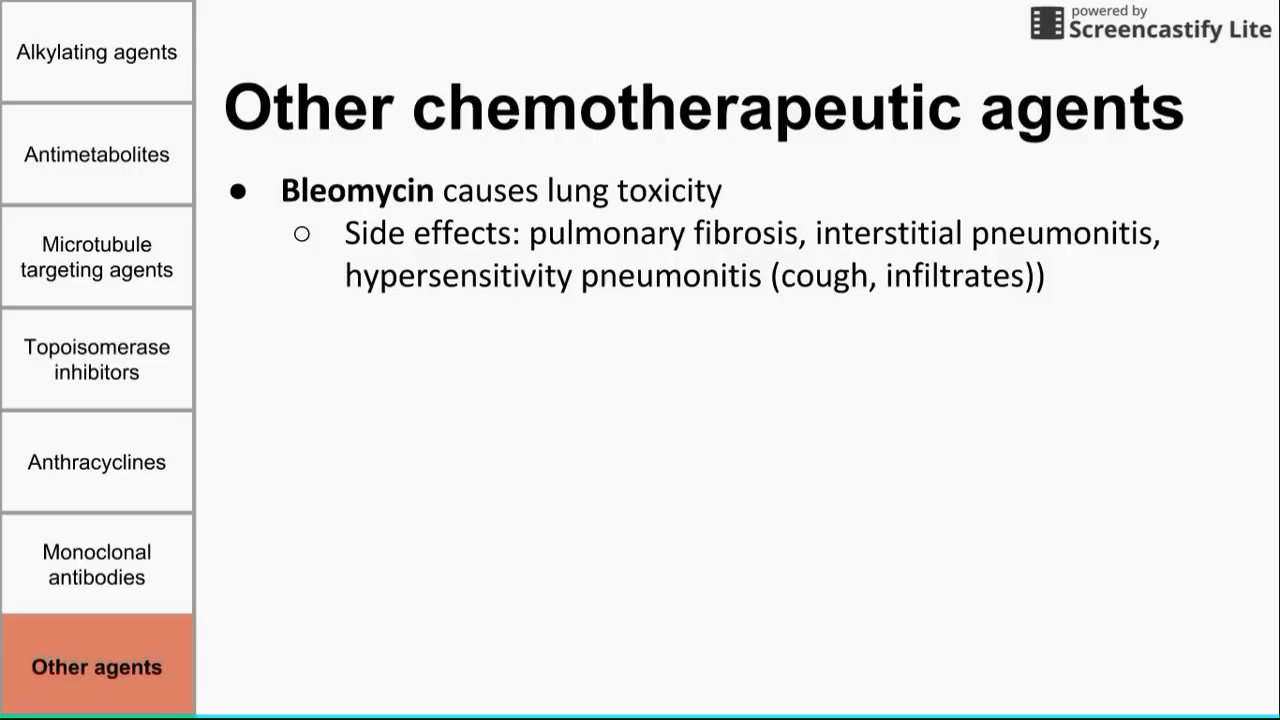 powered by
Screencastify Lite
Alkylating agents
Antimetabolites
Microtubule
targeting agents
Topoisomerase
inhibitors
Anthracyclines
Monoclonal
antibodies
Other agents
Other chemotherapeutic agents
● Bleomycin causes lung toxicity
○ Side effects: pulmonary fibrosis, interstitial pneumonitis,
hypersensitivity pneumonitis (cough, infiltrates))